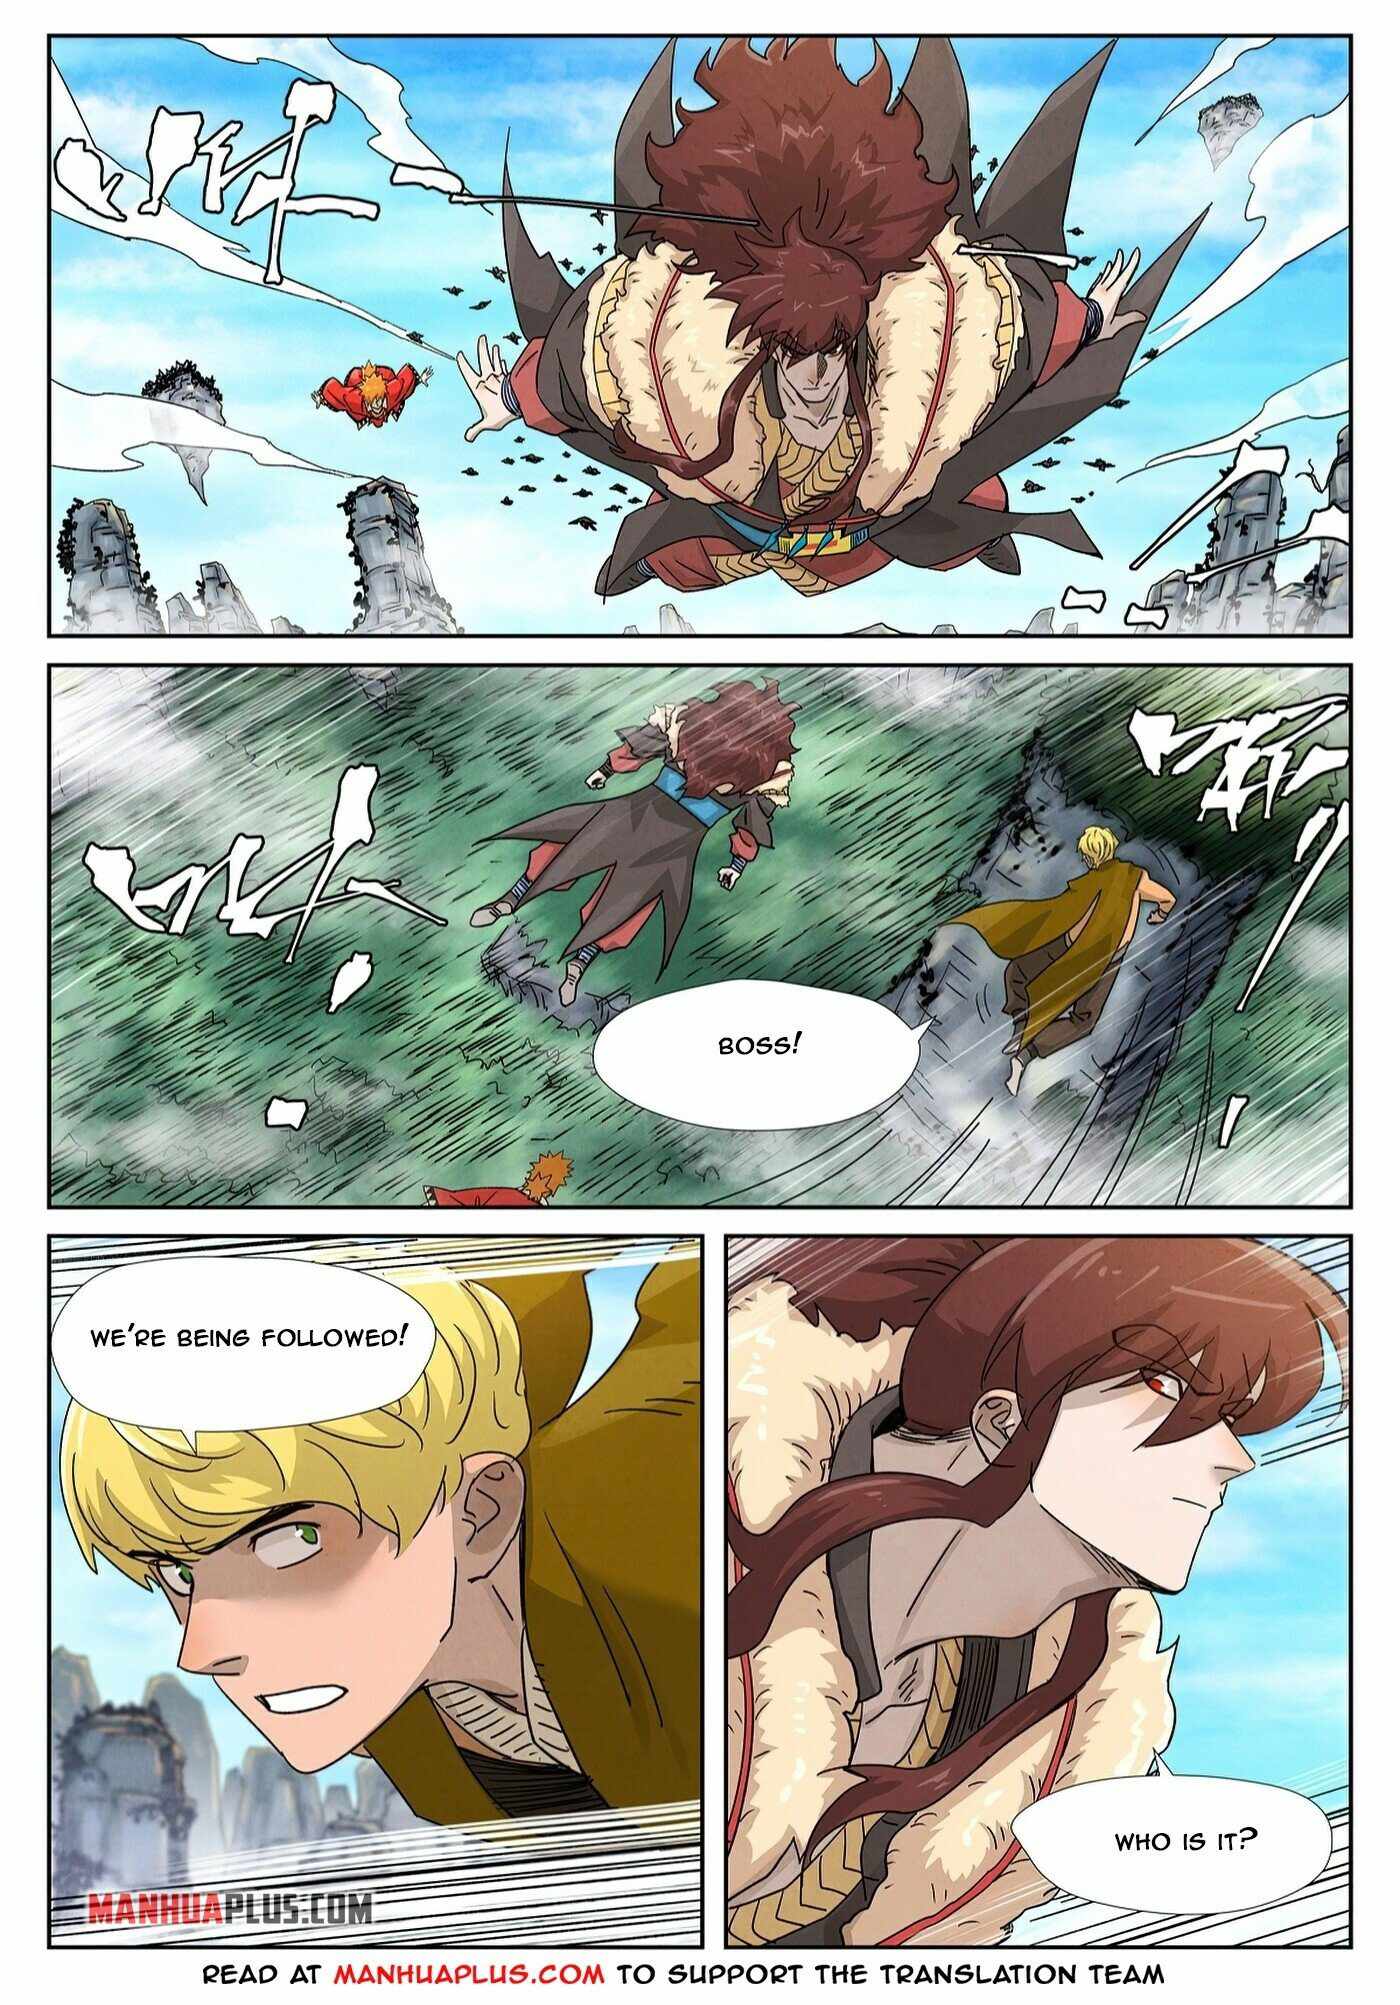 BOSS!
WE'RE BEING FOLLOWED!
WHO IS IT?
MANHUAPLUS.COM
READ AT MANHUAPLUS.COM TO SUPPORT THE TRANSLATION TEAM